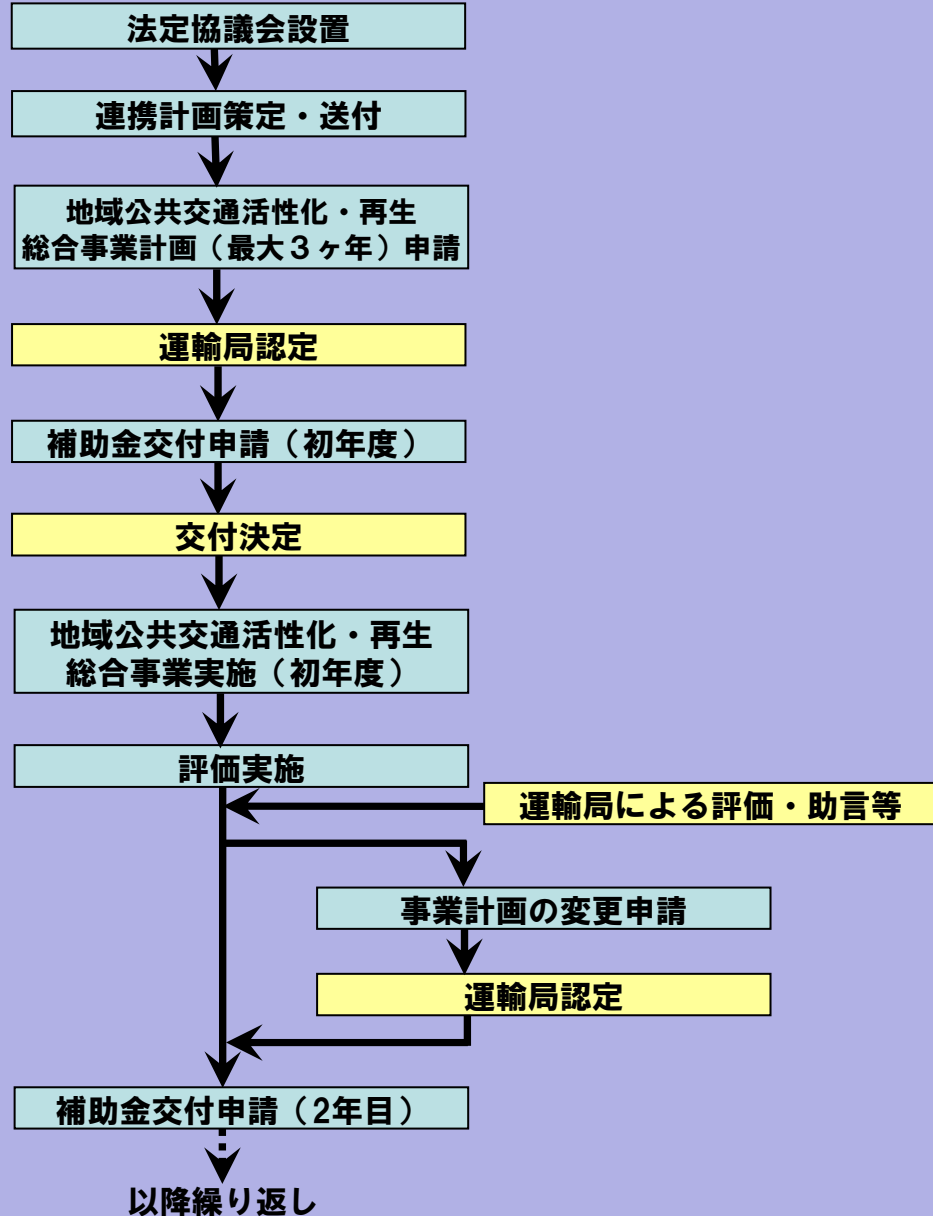 法定協議会設置
連携計画策定・送付
地域公共交通活性化・再生
総合事業計画（最大３ヶ年）申請
運輸局認定
補助金交付申請（初年度）
交付決定
地域公共交通活性化・再生
総合事業実施（初年度）
評価実施
運輸局による評価・助言等
事業計画の変更申請
運輸局認定
補助金交付申請（2年目）
以降繰り返し